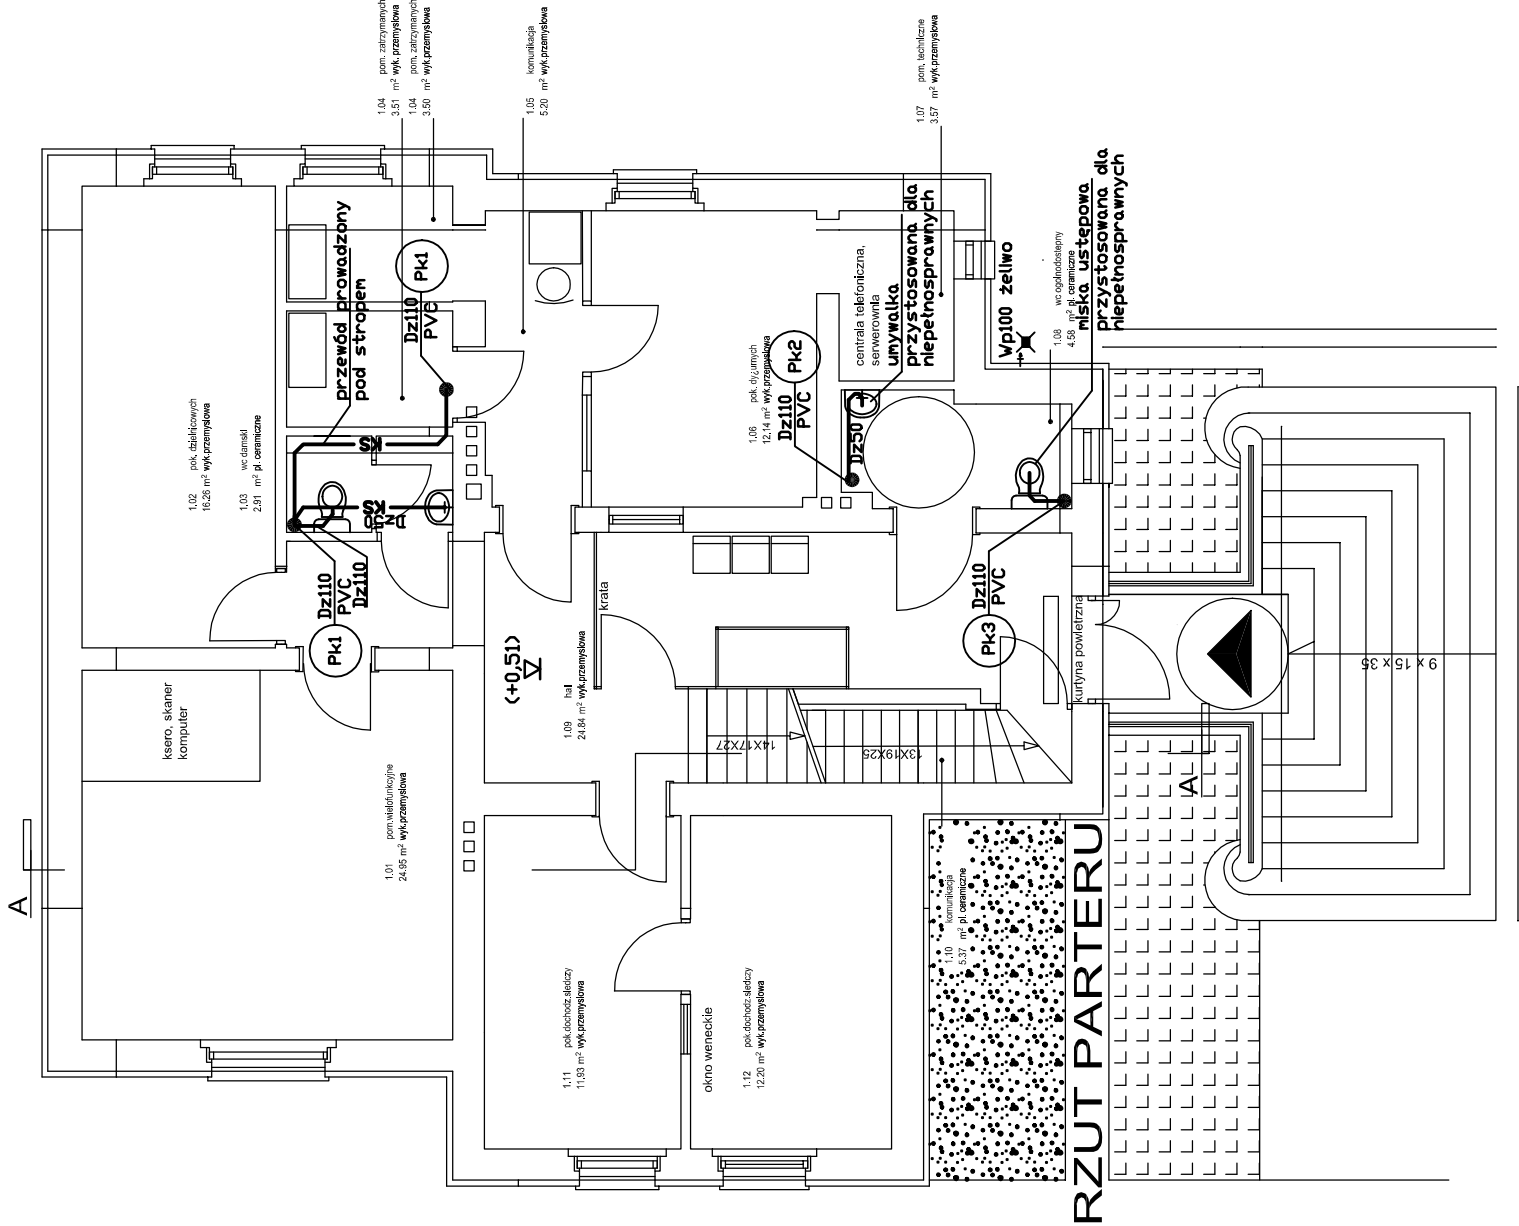 1.04 pom. zatrzymanych
3.51 m² wyk. przemysłowa
1.04 pom. zatrzymanych
3.50 m² wyk.przemysłowa
1.05 komunikacja
5.20 m² wyk.przemysłowa
1.07 pom. techniczne
3.57 m² wyk.przemysłowa
przewód prowadzony
pod stropem
Pk1
Dz110
PVC
1.02 pok. dzielnicowych
16.26 m² wyk.przemysłowa
1.03 wc damski
2.91 m² pl. ceramiczne
KS
KS
Dz50
Dz110
PVC
Dz110
Pk1
centrala telefoniczna,
serwerownia
umywalka
przystosowana dla
niepełnosprawnych
Wp100 żeliwo
1.08 wc ogólnodostępny
4.58 m² pl. ceramiczne
miska ustępowa
przystosowana dla
niepełnosprawnych
1.06 pok. dyżurnych
12.14 m² wyk.przemysłowa
Pk2
Dz110
PVC
Dz50
Dz110
PVC
Pk3
krata
kurtyna powietrzna
(+0,51)
1.09 hall
24.84 m² wyk.przemysłowa
14X17X27
13X19X25
9 x 15 x 35
ksero, skaner
komputer
1.01 pom.wielofunkcyjne
24.95 m² wyk.przemysłowa
A
A
1.10 komunikacja
5.37 m² pl. ceramiczne
1.11 pok.dochodz.śledczy
11.93 m² wyk.przemysłowa
okno weneckie
1.12 pok.dochodz.śledczy
12.20 m² wyk.przemysłowa
RZUT PARTERU